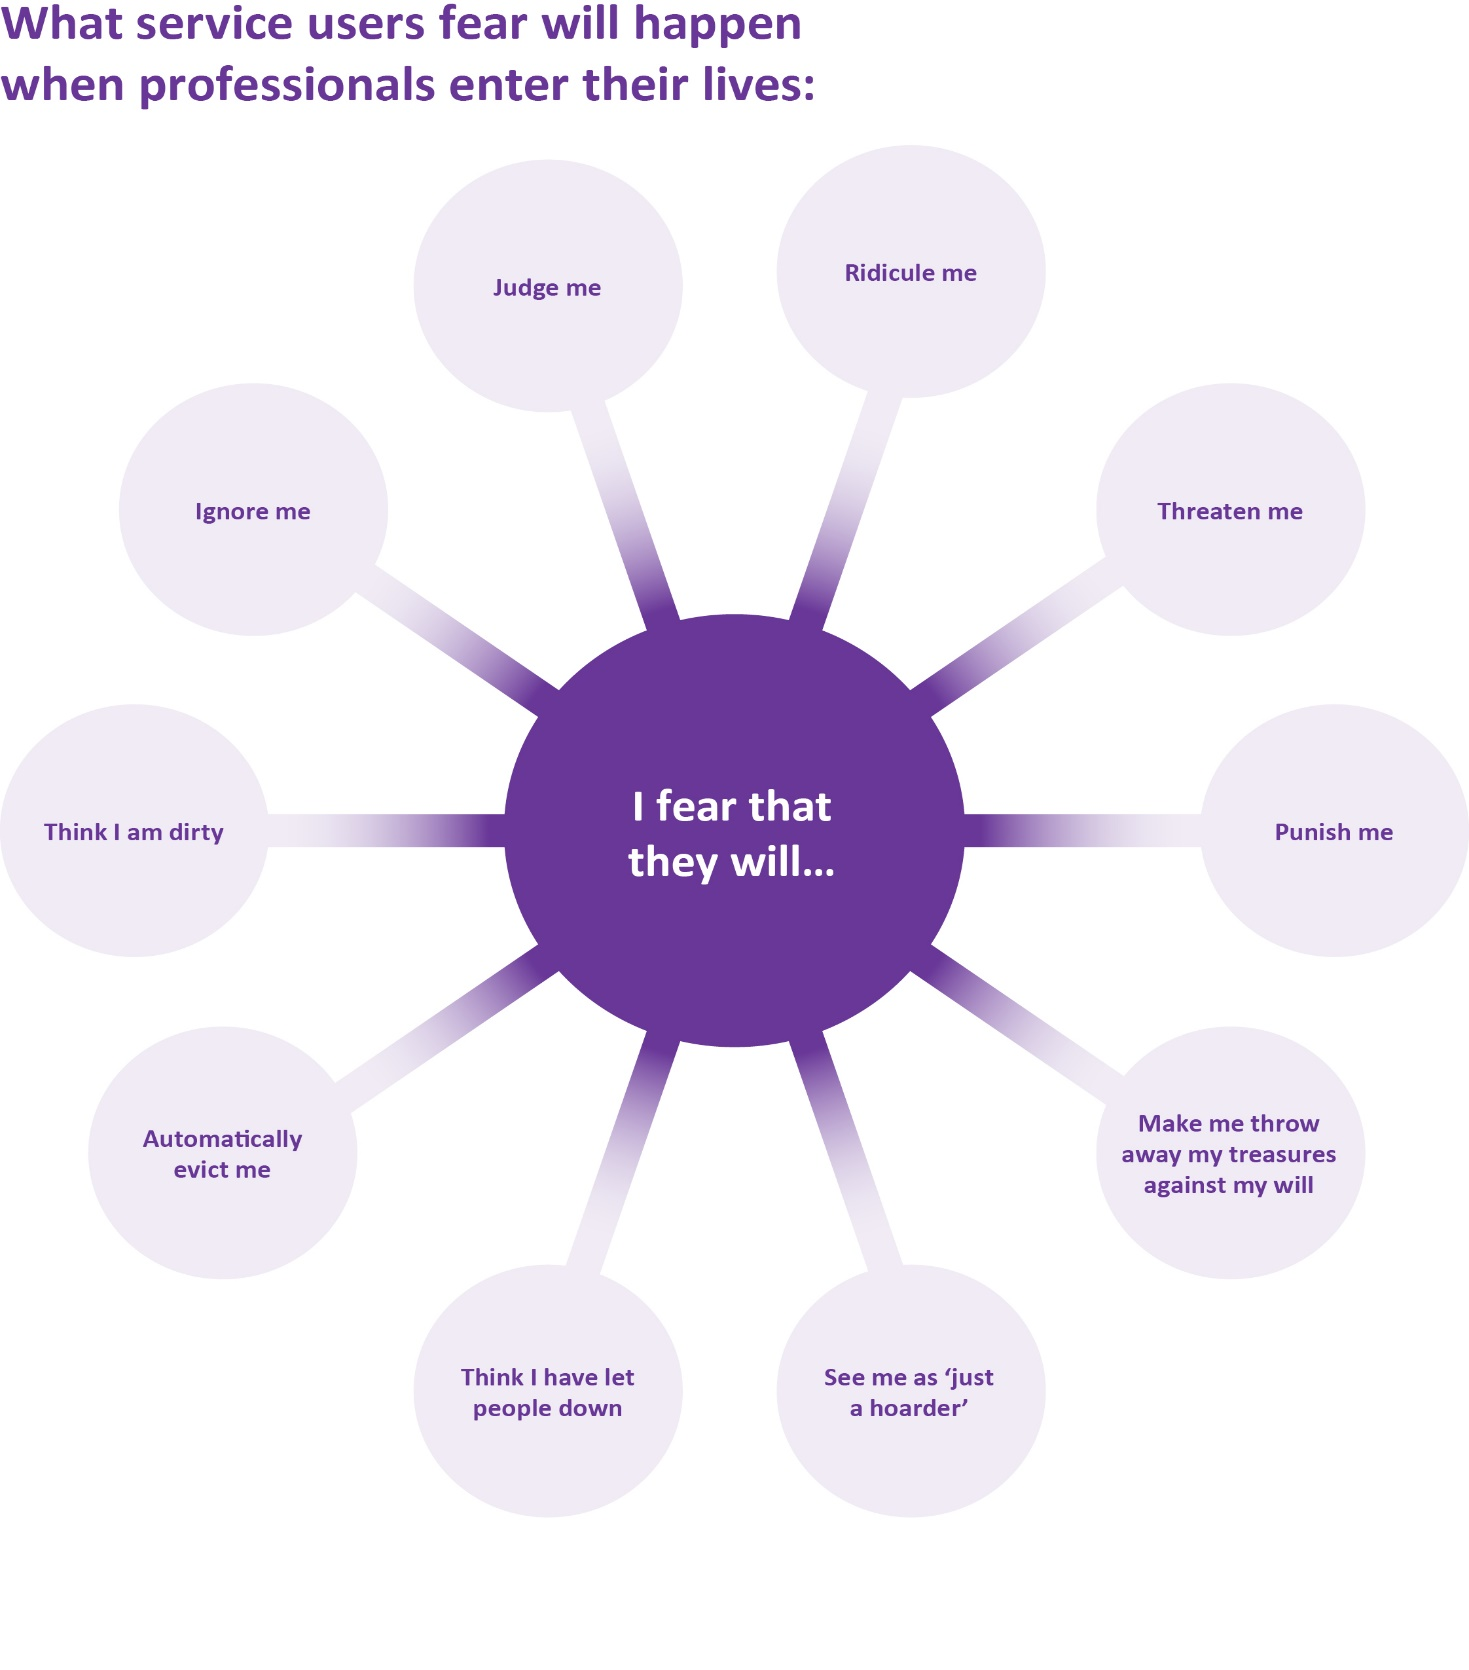 What service users fear will happen
when professionals enter their lives:
Judge me
Ridicule me
Ignore me
Threaten me
I fear that
they will...
Think I am dirty
Punish me
Automatically
evict me
Make me throw
away my treasures
against my will
Think I have let
people down
See me as ‘just
a hoarder’